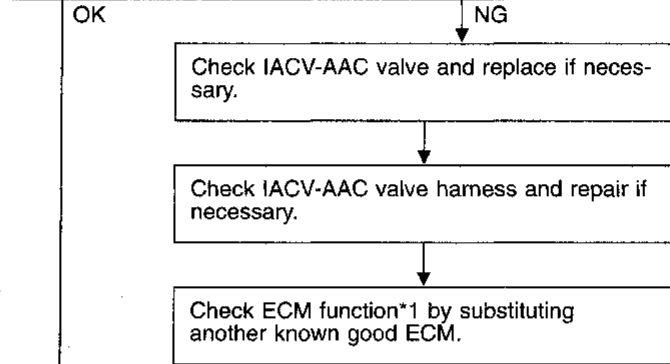 OK
NG
Check IACV-AAC valve and replace if neces-
sary.
Check IACV-AAC valve harness and repair if
necessary.
Check ECM function*1 by substituting
another known good ECM.